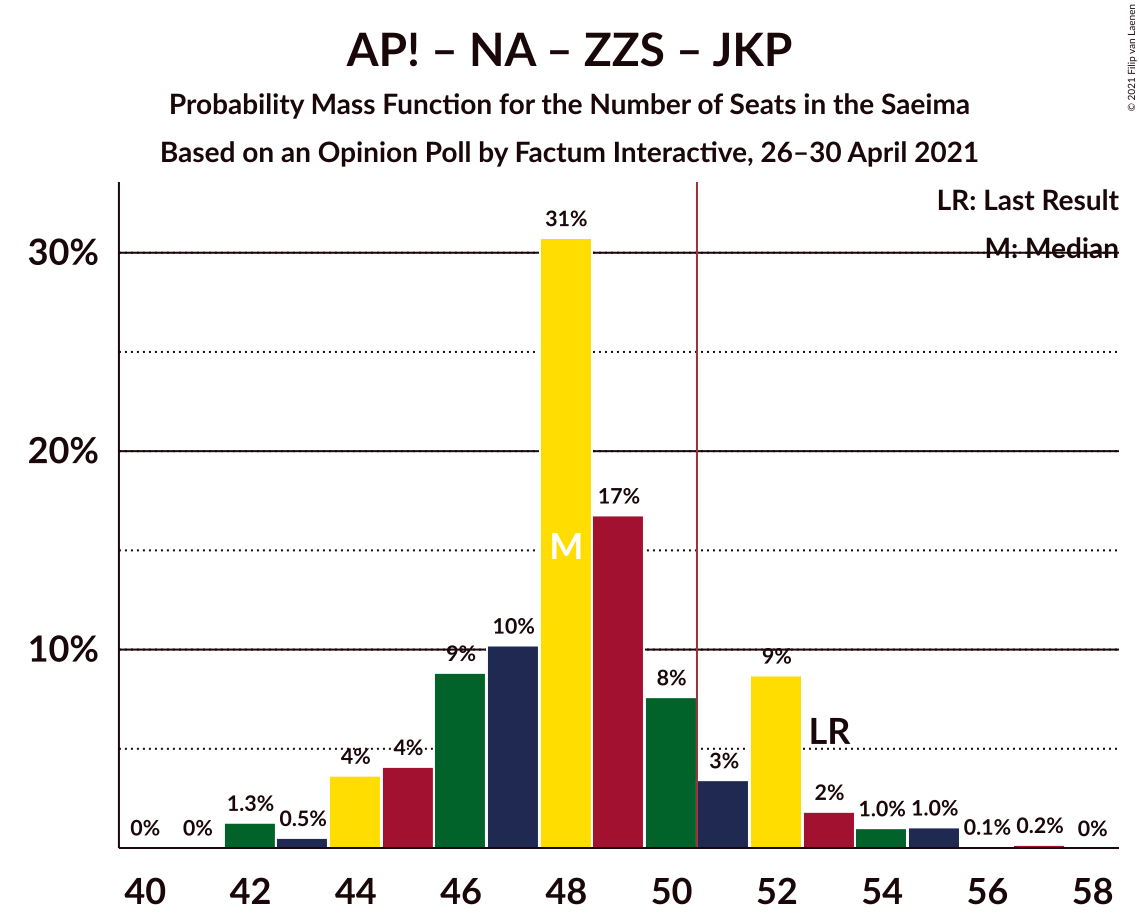 © 2021 Filip van Laenen
AP! – NA – ZZS – JKP
Probability Mass Function for the Number of Seats in the Saeima
Based on an Opinion Poll by Factum Interactive, 26–30 April 2021
LR: Last Result
M: Median
30%
20%
10%
0%
0%
1.3%
0.5%
4%
4%
9%
10%
31%
M
17%
8%
3%
9%
LR
2%
1.0%
1.0%
0.1%
0.2%
0%
40 42 44 46 48 50 52 54 56 58